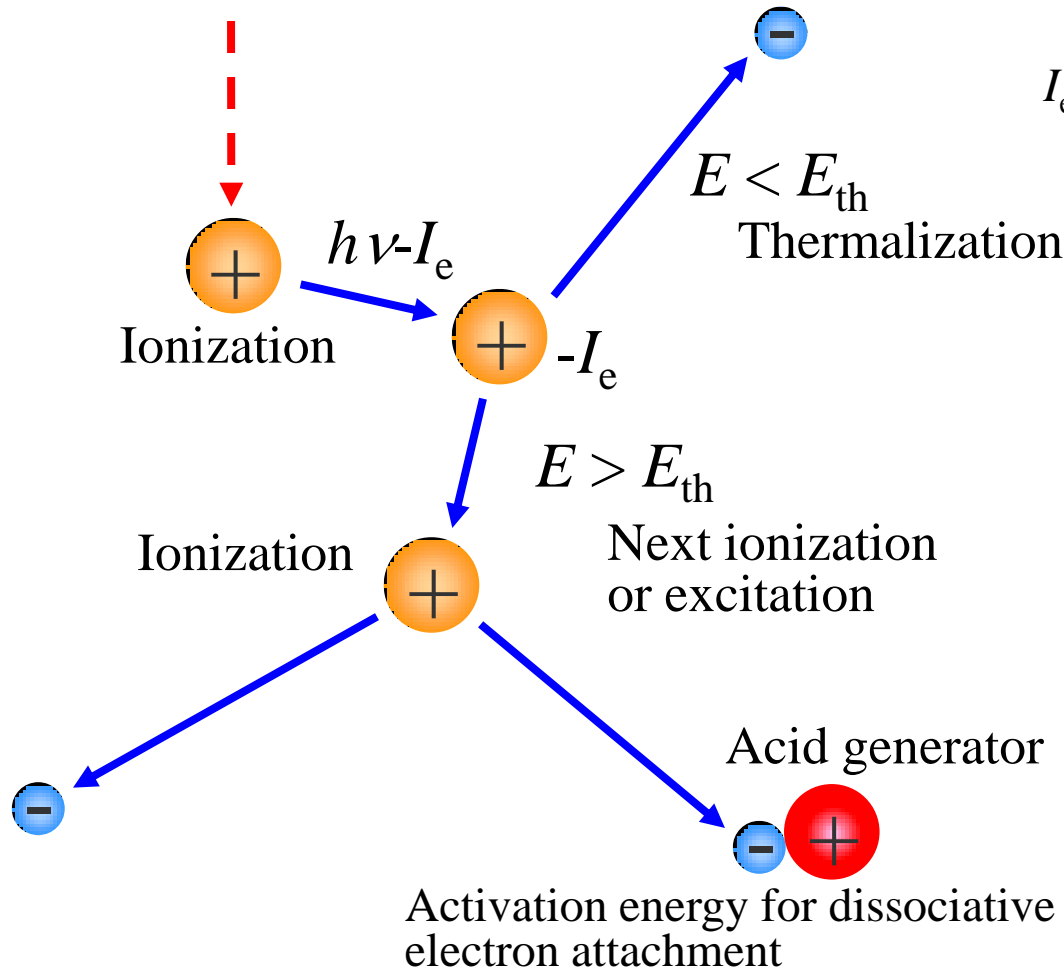 -
I_e
E < E_th
Thermalization
hν-I_e
+
Ionization
+
-I_e
E > E_th
Ionization
Next ionization
or excitation
+
Acid generator
-
-
+
Activation energy for dissociative
electron attachment